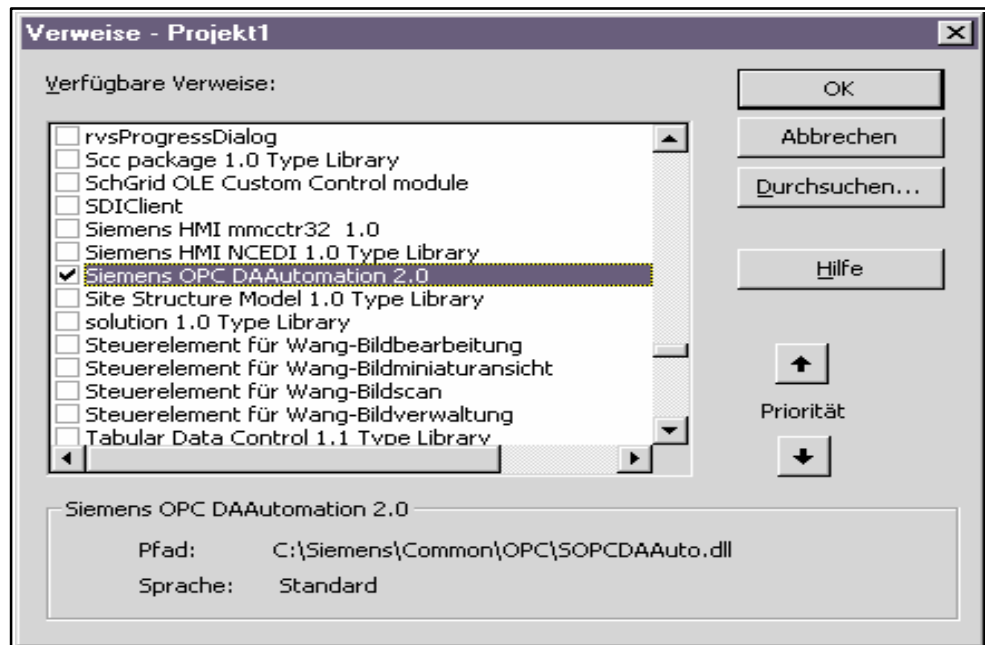 Verweise - Projekt1
Verfügbare Verweise:
rvsProgressDialog
Scc package 1.0 Type Library
SchGrid OLE Custom Control module
SDIClient
Siemens HMI mmcctr32 1.0
Siemens HMI NCEDI 1.0 Type Library
Siemens OPC DAAutomation 2.0
Site Structure Model 1.0 Type Library
solution 1.0 Type Library
Steuerelement für Wang-Bildbearbeitung
Steuerelement für Wang-Bildminiaturansicht
Steuerelement für Wang-Bildscan
Steuerelement für Wang-Bildverwaltung
Tabular Data Control 1.1 Type Library
OK
Abbrechen
Durchsuchen...
Hilfe
Priorität
Siemens OPC DAAutomation 2.0
Pfad: C:\Siemens\Common\OPC\SOPCDAAuto.dll
Sprache: Standard